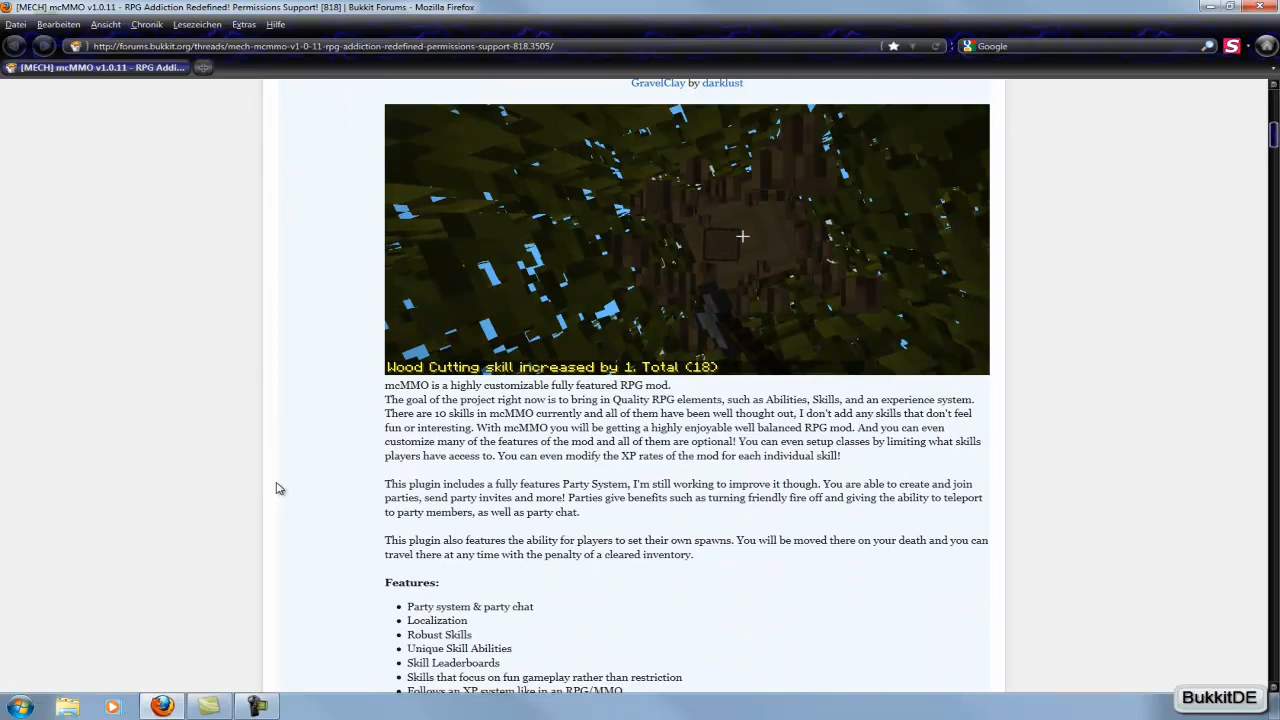 [MECH] mcMMO v1.0.11 - RPG Addiction Redefined! Permissions Support! [818] | Bukkit Forums - Mozilla Firefox
Datei Bearbeiten Ansicht Chronik Lesezeichen Extras Hilfe
http://forums.bukkit.org/threads/mech-mcmmo-v1-0-11-rpg-addiction-redefined-permissions-support-818.3505/
Google
[MECH] mcMMO v1.0.11 - RPG Addi...
GravelClay by darklust
Wood Cutting skill increased by 1. Total (18)
mcMMO is a highly customizable fully featured RPG mod.
The goal of the project right now is to bring in Quality RPG elements, such as Abilities, Skills, and an experience system.
There are 10 skills in mcMMO currently and all of them have been well thought out, I don't add any skills that don't feel
fun or interesting. With mcMMO you will be getting a highly enjoyable well balanced RPG mod. And you can even
customize many of the features of the mod and all of them are optional! You can even setup classes by limiting what skills
players have access to. You can even modify the XP rates of the mod for each individual skill!
This plugin includes a fully features Party System, I'm still working to improve it though. You are able to create and join
parties, send party invites and more! Parties give benefits such as turning friendly fire off and giving the ability to teleport
to party members, as well as party chat.
This plugin also features the ability for players to set their own spawns. You will be moved there on your death and you can
travel there at any time with the penalty of a cleared inventory.
Features:
Party system & party chat
Localization
Robust Skills
Unique Skill Abilities
Skill Leaderboards
Skills that focus on fun gameplay rather than restriction
Follows an XP system like in an RPG/MMO
BukkitDE